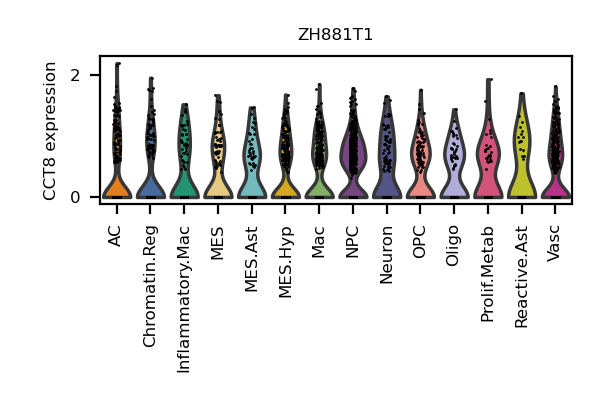 ZH881T1
CCT8 expression
2
0
AC
Chromatin.Reg
Inflammatory.Mac
MES
MES.Ast
MES.Hyp
Mac
NPC
Neuron
OPC
Oligo
Prolif.Metab
Reactive.Ast
Vasc